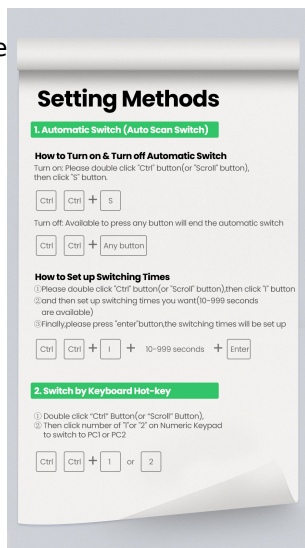 e
Setting Methods
1. Automatic Switch (Auto Scan Switch)
How to Turn on & Turn off Automatic Switch
Turn on: Please double click "Ctrl" button(or "Scroll" button),
then click "S" button.
Ctrl Ctrl + S
Turn off: Available to press any button will end the automatic switch
Ctrl Ctrl + Any button
How to Set up Switching Times
①Please double click "Ctrl" button(or "Scroll" button),then click "I" button
②and then set up switching times you want(10-999 seconds
are available)
③Finally,please press "enter"button,the switching times will be set up
Ctrl Ctrl + I + 10-999 seconds + Enter
2. Switch by Keyboard Hot-key
① Double click “Ctrl” Button(or “Scroll” Button),
② Then click number of "1"or "2" on Numeric Keypad
to switch to PC1 or PC2
Ctrl Ctrl + 1 or 2